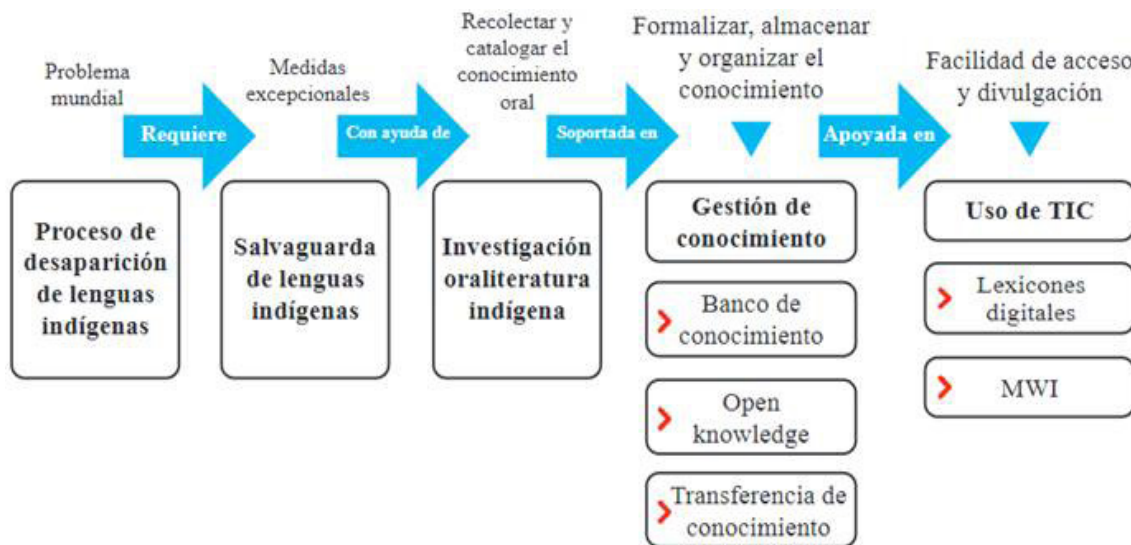 Problema
mundial
Requiere
Proceso de
desaparición
de lenguas
indígenas
Medidas
excepcionales
Con ayuda de
Salvaguarda
de lenguas
indígenas
Recolectar y
catalogar el
conocimiento
oral
Soportada en
Investigación
oraliteratura
indígena
Formalizar, almacenar
y organizar el
conocimiento
Apoyada en
Gestión de
conocimiento
Banco de
conocimiento
Open
knowledge
Transferencia de
conocimiento
Facilidad de acceso
y divulgación
Uso de TIC
Lexicones
digitales
MWI